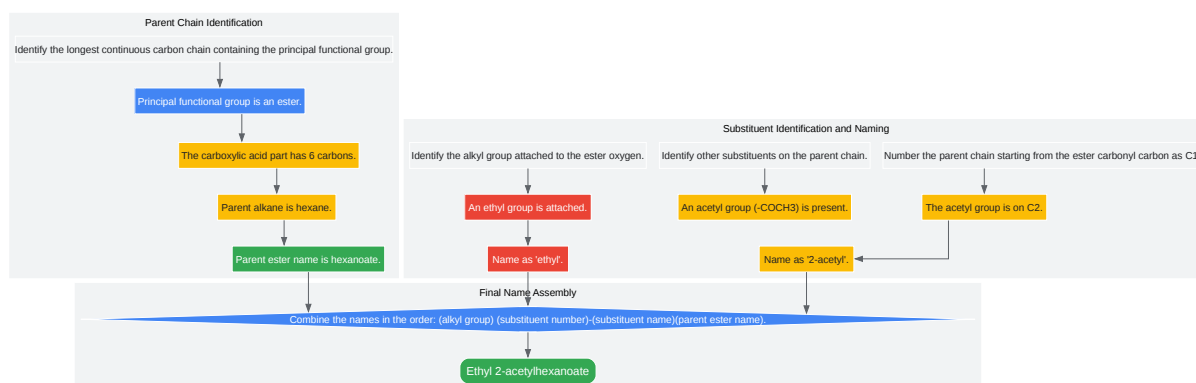 Parent Chain Identification
Identify the longest continuous carbon chain containing the principal functional group.
Principal functional group is an ester.
The carboxylic acid part has 6 carbons.
Parent alkane is hexane.
Parent ester name is hexanoate.
Substituent Identification and Naming
Identify the alkyl group attached to the ester oxygen.
Identify other substituents on the parent chain.
Number the parent chain starting from the ester carbonyl carbon as C1
An ethyl group is attached.
An acetyl group (-COCH3) is present.
The acetyl group is on C2.
Name as 'ethyl'.
Name as '2-acetyl'.
Final Name Assembly
Combine the names in the order: (alkyl group) (substituent number)-(substituent name)(parent ester name).
Ethyl 2-acetylhexanoate